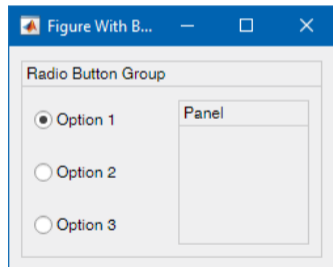 Figure With B...
Radio Button Group
Option 1
Panel
Option 2
Option 3